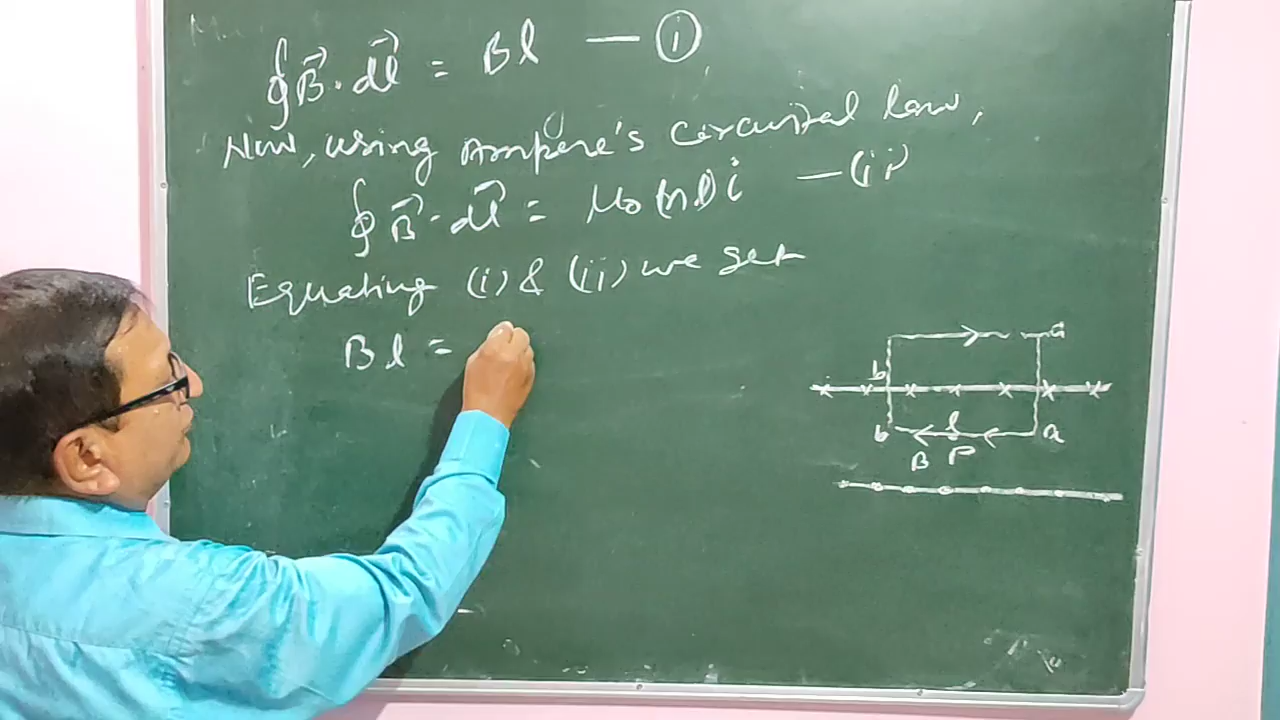 ∮B⃗·dl⃗ = Bl — (i)
Now, using Ampere's Circuital law,
∮B⃗·dl⃗ = μ₀(nl)i — (ii)
Equating (i) & (ii) we get
Bl =
b
b l a
B P